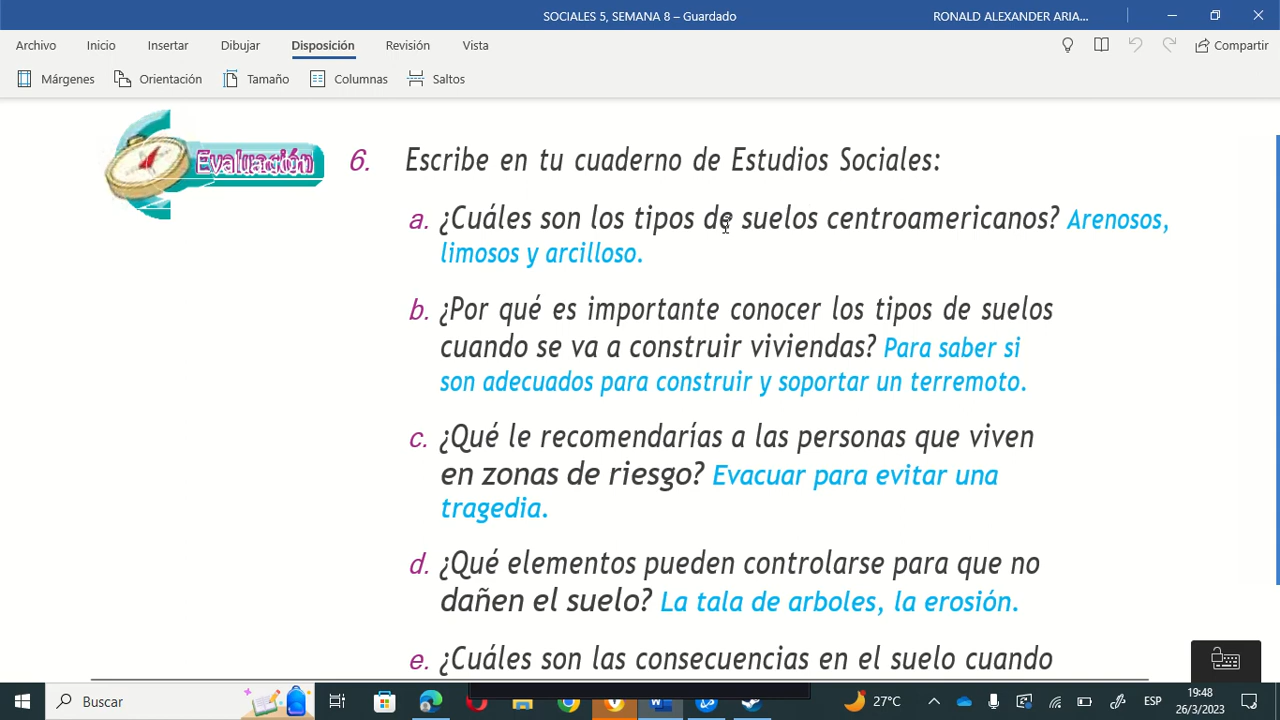 SOCIALES 5, SEMANA 8 – Guardado
RONALD ALEXANDER ARIA...
Archivo Inicio Insertar Dibujar Disposición Revisión Vista
Compartir
Márgenes Orientación Tamaño Columnas Saltos
Evaluación
6. Escribe en tu cuaderno de Estudios Sociales:
a. ¿Cuáles son los tipos de suelos centroamericanos? Arenosos,
limosos y arcilloso.
b. ¿Por qué es importante conocer los tipos de suelos
cuando se va a construir viviendas? Para saber si
son adecuados para construir y soportar un terremoto.
c. ¿Qué le recomendarías a las personas que viven
en zonas de riesgo? Evacuar para evitar una
tragedia.
d. ¿Qué elementos pueden controlarse para que no
dañen el suelo? La tala de arboles, la erosión.
e. ¿Cuáles son las consecuencias en el suelo cuando
Buscar
27°C
ESP
19:48
26/3/2023